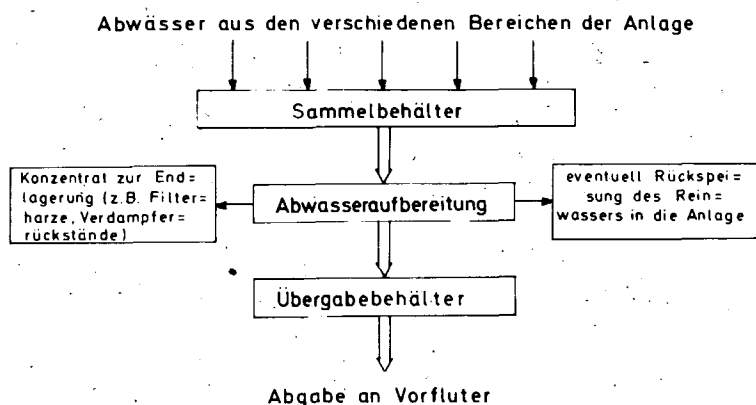 Abwässer aus den verschiedenen Bereichen der Anlage
Sammelbehälter
Konzentrat zur End=
lagerung (z.B. Filter=
harze, Verdampfer=
rückstände)
Abwasseraufbereitung
eventuell Rückspei=
sung des Rein=
wassers in die Anlage
Übergabebehälter
Abgabe an Vorfluter